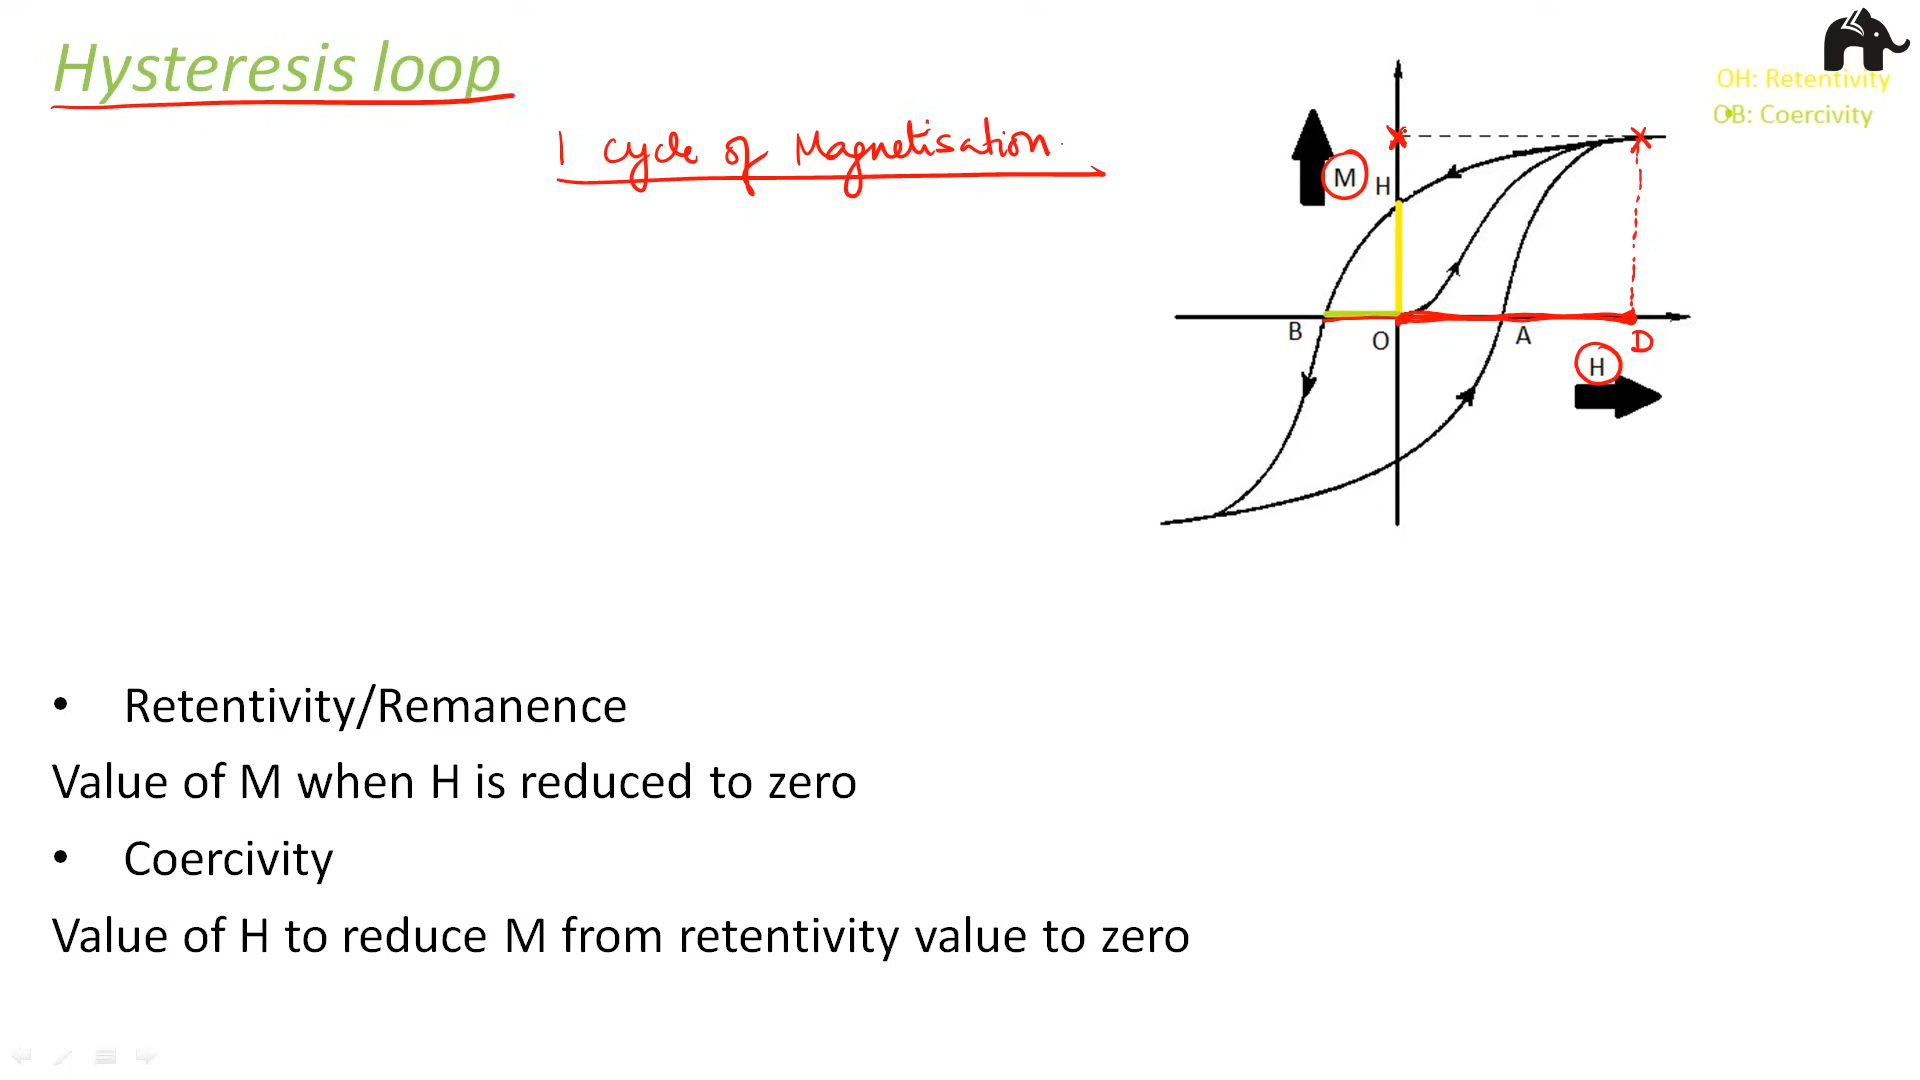 Hysteresis loop
1 cycle of Magnetisation
OH: Retentivity
OB: Coercivity
M
H
B
O
A
D
H
• Retentivity/Remanence
Value of M when H is reduced to zero
• Coercivity
Value of H to reduce M from retentivity value to zero